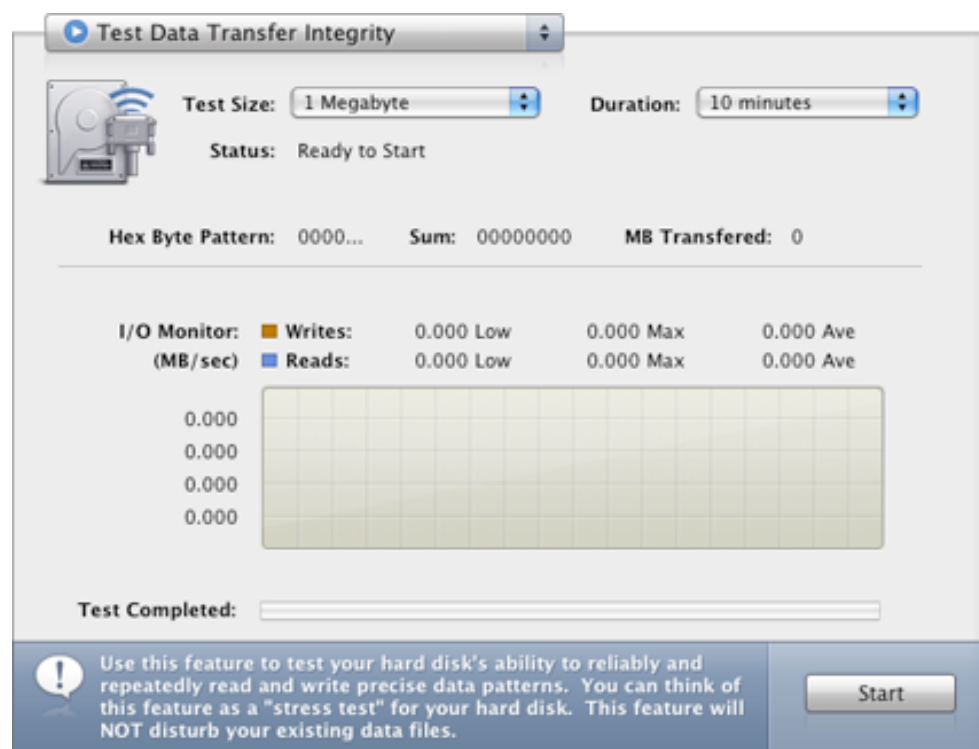 Test Data Transfer Integrity
Test Size: 1 Megabyte Duration: 10 minutes
Status: Ready to Start
Hex Byte Pattern: 0000... Sum: 00000000 MB Transfered: 0
I/O Monitor: Writes: 0.000 Low 0.000 Max 0.000 Ave
(MB/sec) Reads: 0.000 Low 0.000 Max 0.000 Ave
0.000
0.000
0.000
0.000
Test Completed:
Use this feature to test your hard disk's ability to reliably and
repeatedly read and write precise data patterns. You can think of
this feature as a "stress test" for your hard disk. This feature will
NOT disturb your existing data files.
Start